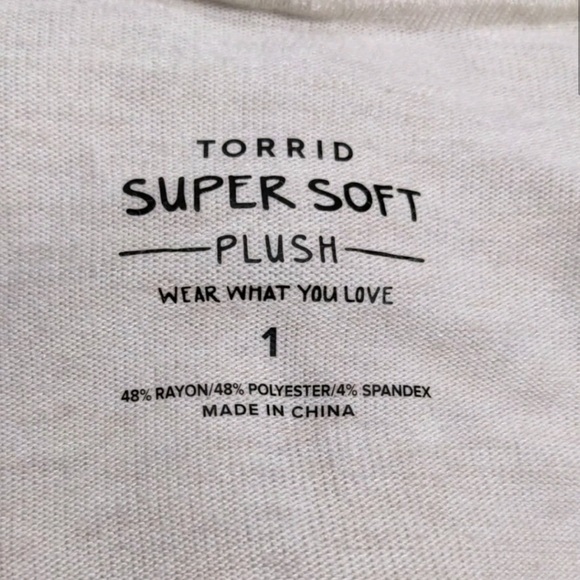 TORRID
SUPER SOFT
PLUSH
WEAR WHAT YOU LOVE
1
48% RAYON/48% POLYESTER/4% SPANDEX
MADE IN CHINA